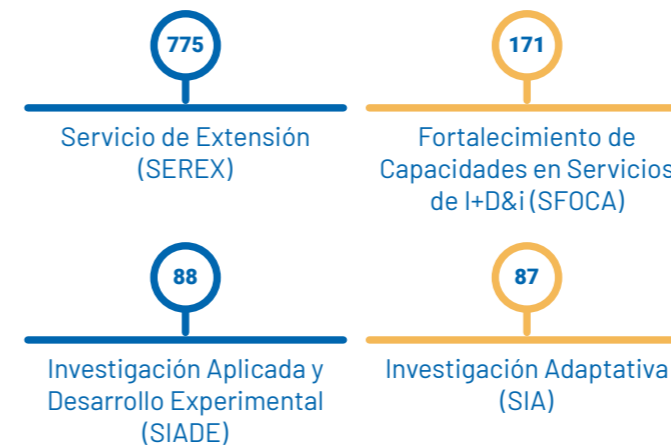 775
Servicio de Extensión
(SEREX)
171
Fortalecimiento de
Capacidades en Servicios
de I+D&i (SFOCA)
88
Investigación Aplicada y
Desarrollo Experimental
(SIADE)
87
Investigación Adaptativa
(SIA)